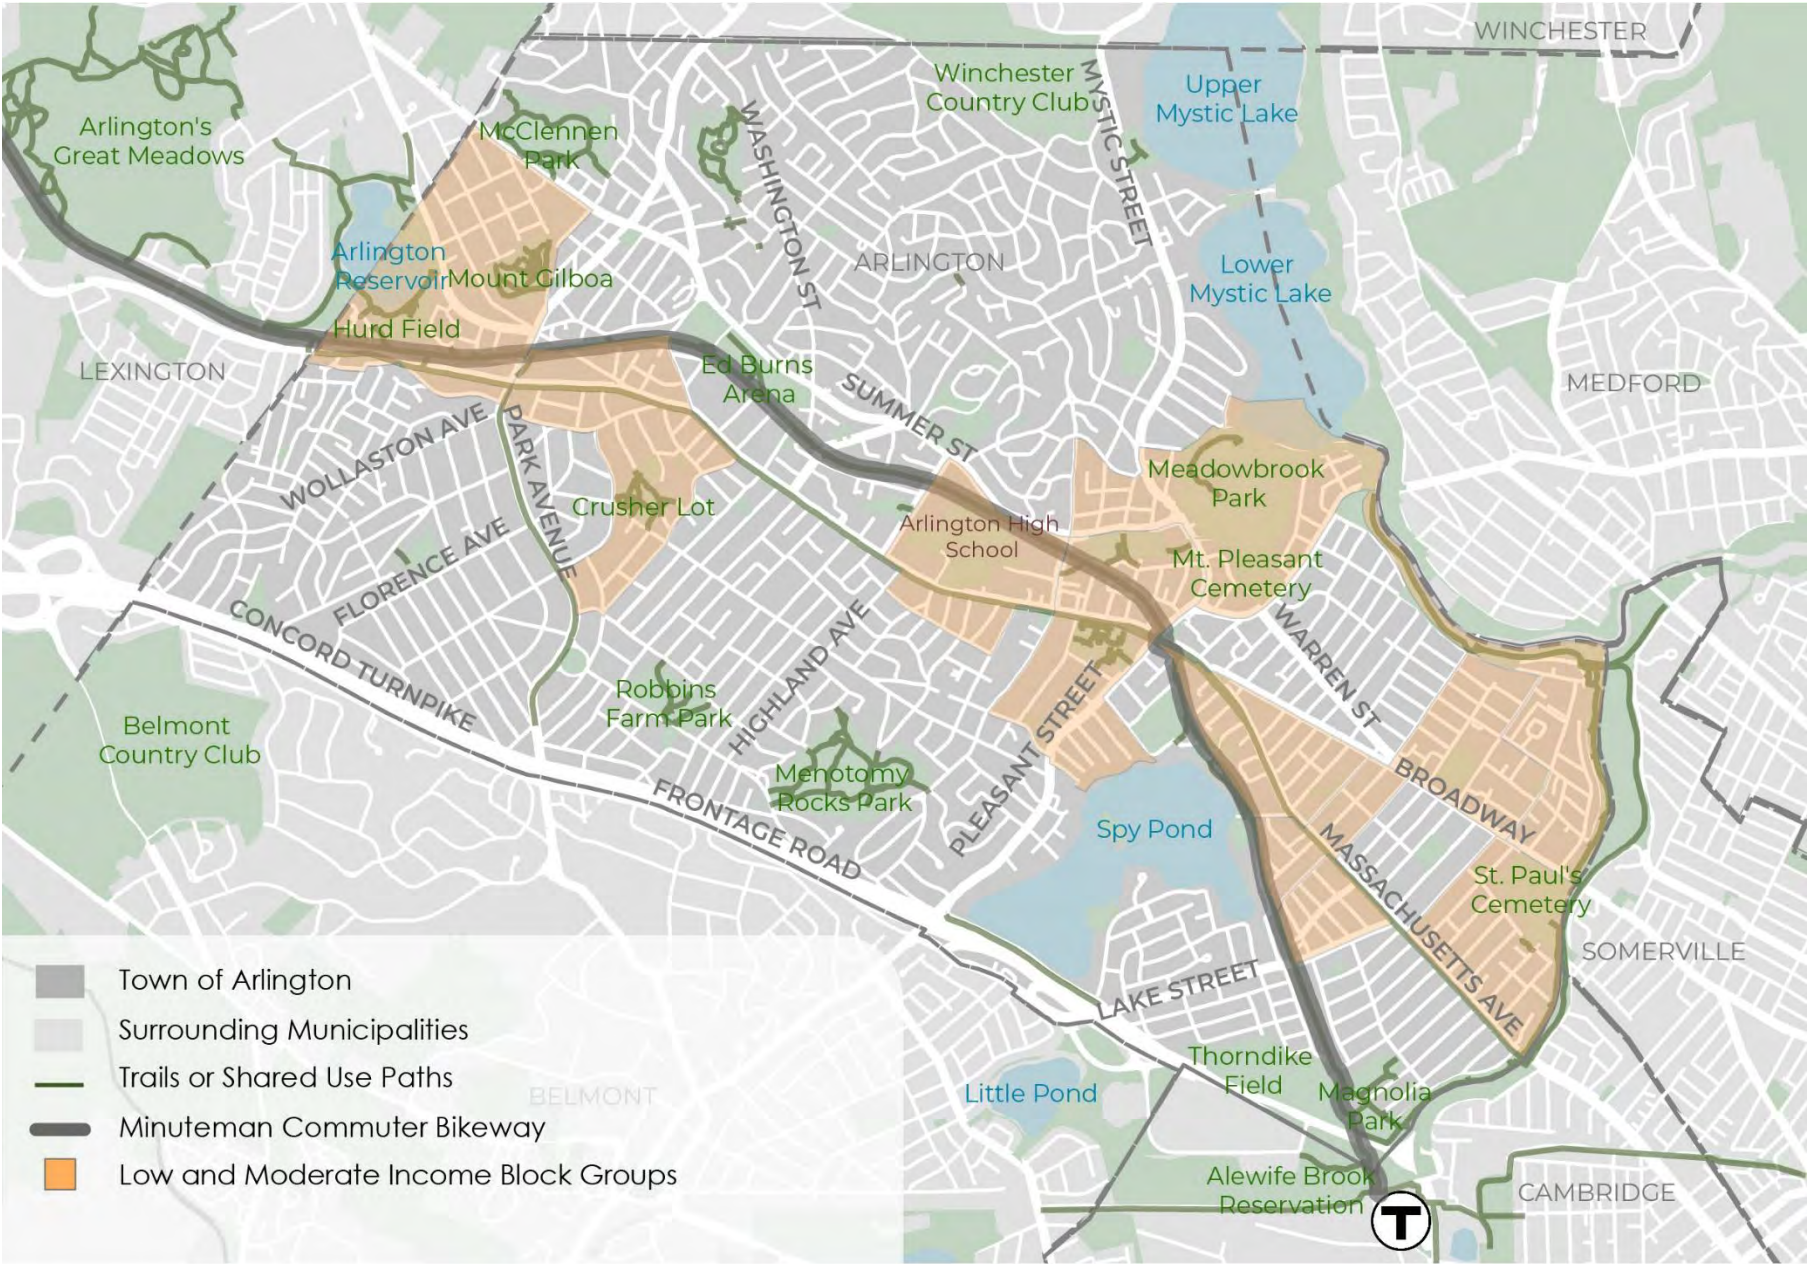 WINCHESTER
Winchester
Country Club
MYSTIC STREET
Upper
Mystic Lake
Arlington's
Great Meadows
McClennen
Park
WASHINGTON ST
Arlington
Reservoir
Mount Gilboa
ARLINGTON
Lower
Mystic Lake
Hurd Field
LEXINGTON
Ed Burns
Arena
SUMMER ST
MEDFORD
WOLLASTON AVE
PARK AVENUE
Crusher Lot
Meadowbrook
Park
Arlington High
School
Mt. Pleasant
Cemetery
FLORENCE AVE
CONCORD TURNPIKE
HIGHLAND AVE
WARREN ST
Robbins
Farm Park
PLEASANT STREET
Belmont
Country Club
Menotomy
Rocks Park
FRONTAGE ROAD
Spy Pond
BROADWAY
MASSACHUSETTS AVE
St. Paul's
Cemetery
SOMERVILLE
LAKE STREET
Thorndike
Field
Magnolia
Park
Little Pond
BELMONT
Alewife Brook
Reservation
CAMBRIDGE
T
Town of Arlington
Surrounding Municipalities
Trails or Shared Use Paths
Minuteman Commuter Bikeway
Low and Moderate Income Block Groups